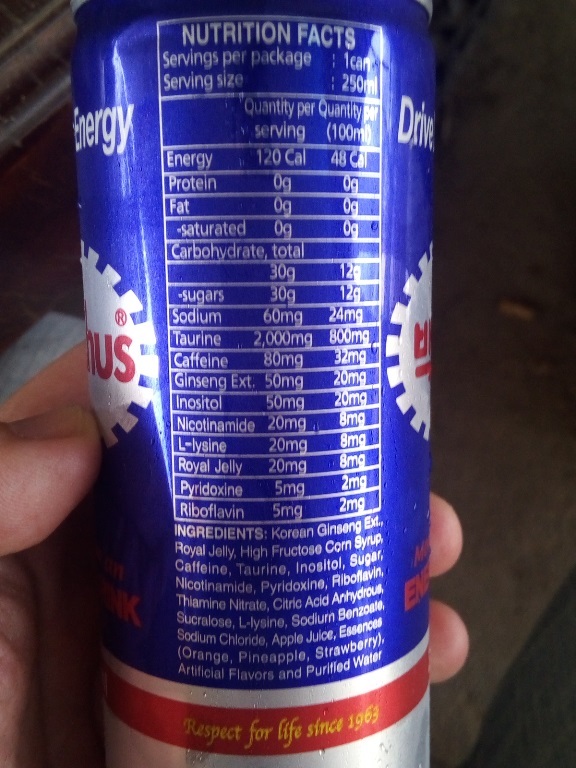 NUTRITION FACTS
Servings per package : 1can
Serving size : 250ml
Quantity per Quantity per
serving (100ml)
Energy 120 Cal 48 Cal
Protein 0g 0g
Fat 0g 0g
-saturated 0g 0g
Carbohydrate, total
30g 12g
-sugars 30g 12g
Sodium 60mg 24mg
Taurine 2,000mg 800mg
Caffeine 80mg 32mg
Ginseng Ext. 50mg 20mg
Inositol 50mg 20mg
Nicotinamide 20mg 8mg
L-lysine 20mg 8mg
Royal Jelly 20mg 8mg
Pyridoxine 5mg 2mg
Riboflavin 5mg 2mg
INGREDIENTS: Korean Ginseng Ext.,
Royal Jelly, High Fructose Corn Syrup,
Caffeine, Taurine, Inositol, Sugar,
Nicotinamide, Pyridoxine, Riboflavin,
Thiamine Nitrate, Citric Acid Anhydrous,
Sucralose, L-lysine, Sodium Benzoate,
Sodium Chloride, Apple Juice, Essences
(Orange, Pineapple, Strawberry),
Artificial Flavors and Purified Water
Respect for life since 1963
Energy
hus®
Drive